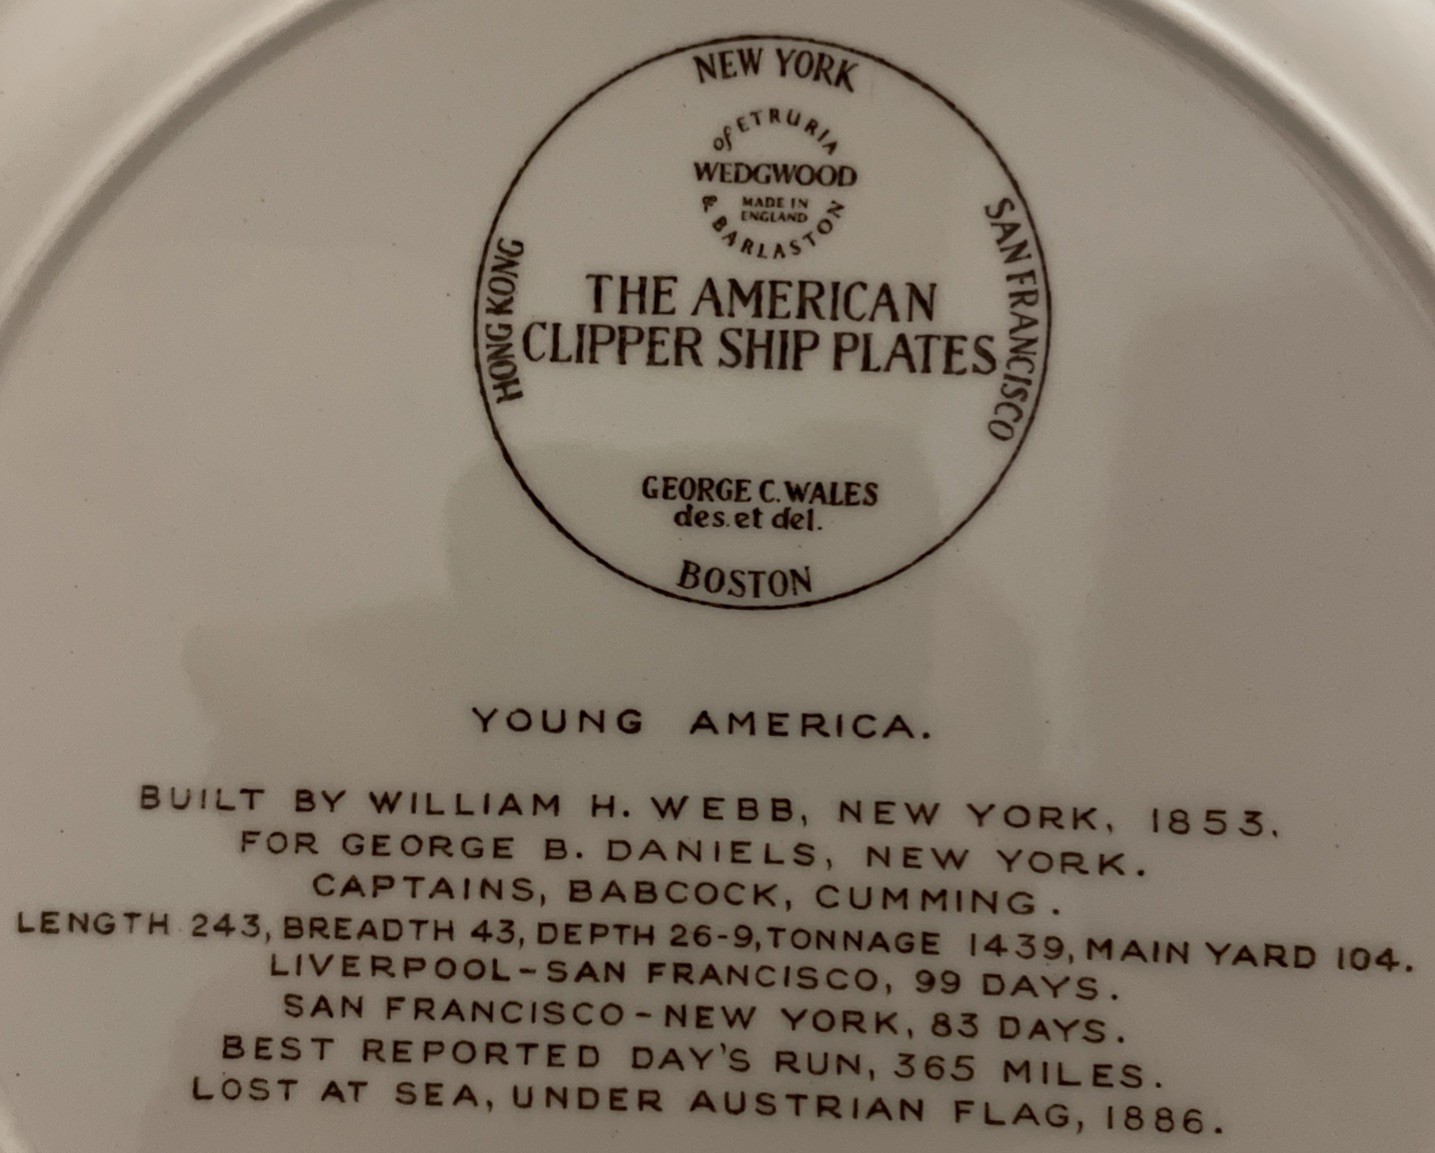 NEW YORK
of ETRURIA
WEDGWOOD
MADE IN
ENGLAND
& BARLASTON
HONG KONG
SAN FRANCISCO
THE AMERICAN
CLIPPER SHIP PLATES
GEORGE C. WALES
des. et del.
BOSTON
YOUNG AMERICA.
BUILT BY WILLIAM H. WEBB, NEW YORK, 1853.
FOR GEORGE B. DANIELS, NEW YORK.
CAPTAINS, BABCOCK, CUMMING.
LENGTH 243, BREADTH 43, DEPTH 26-9, TONNAGE 1439, MAIN YARD 104.
LIVERPOOL-SAN FRANCISCO, 99 DAYS.
SAN FRANCISCO-NEW YORK, 83 DAYS.
BEST REPORTED DAY'S RUN, 365 MILES.
LOST AT SEA, UNDER AUSTRIAN FLAG, 1886.